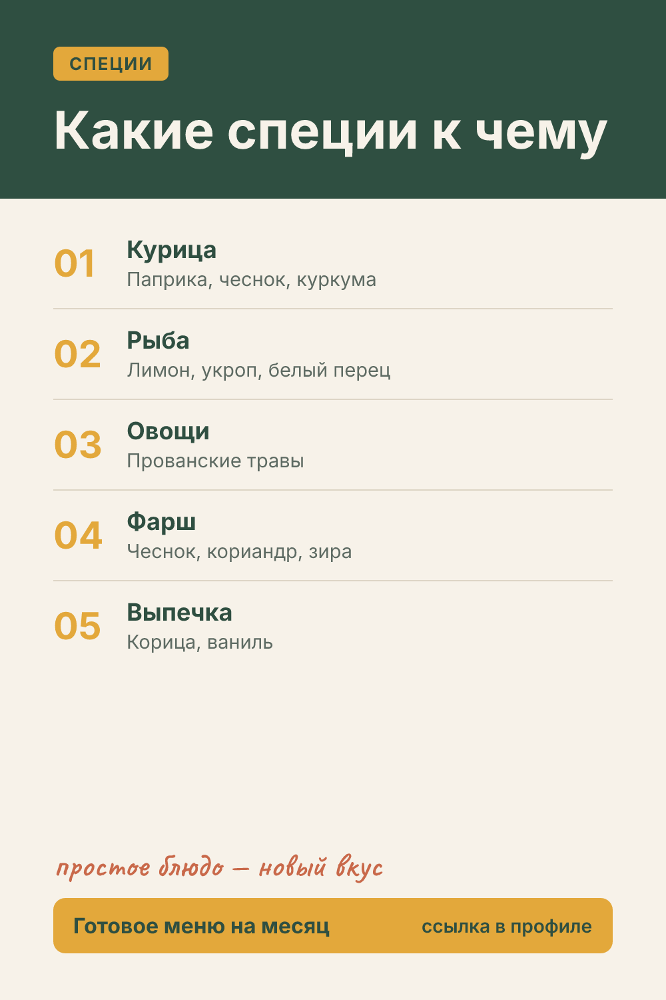 СПЕЦИИ
Какие специи к чему
01
Курица
Паприка, чеснок, куркума
02
Рыба
Лимон, укроп, белый перец
03
Овощи
Прованские травы
04
Фарш
Чеснок, кориандр, зира
05
Выпечка
Корица, ваниль
простое блюдо — новый вкус
Готовое меню на месяц ссылка в профиле